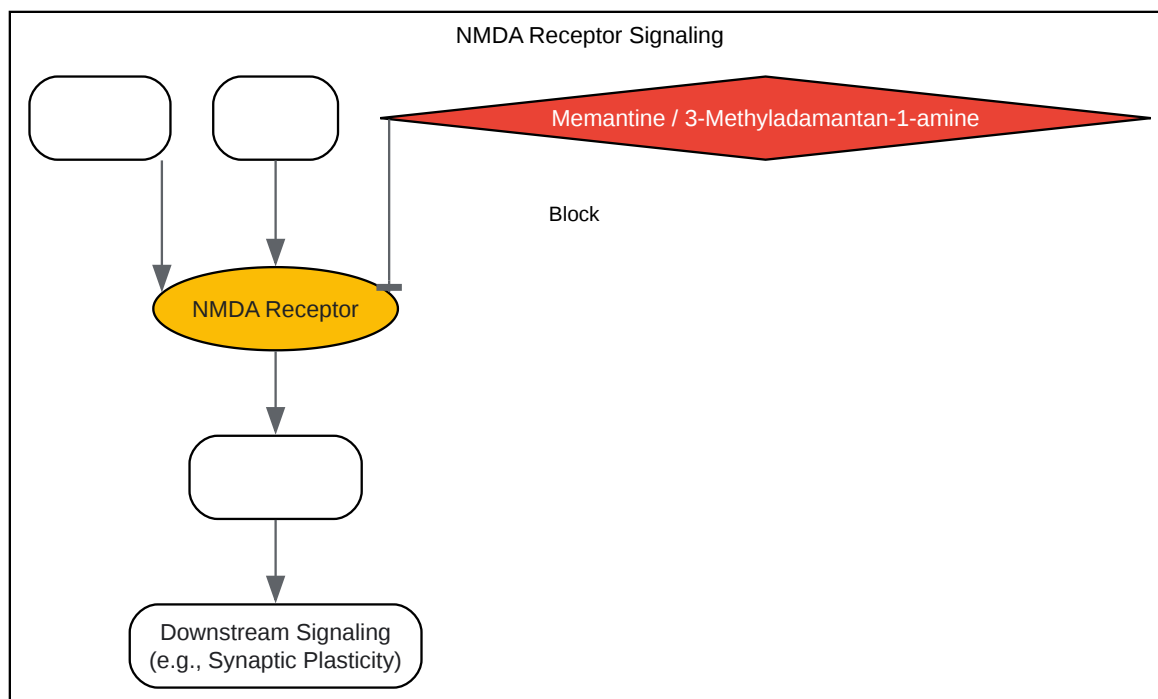 NMDA Receptor Signaling
Memantine / 3-Methyladamantan-1-amine
Block
NMDA Receptor
Downstream Signaling
(e.g., Synaptic Plasticity)